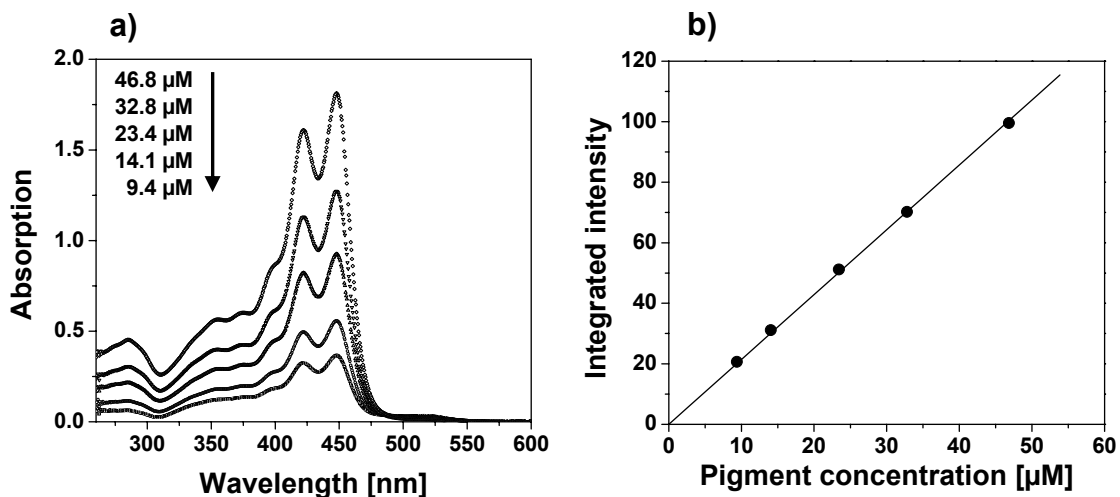 a)
2.0
1.5
1.0
0.5
0.0
46.8 µM
32.8 µM
23.4 µM
14.1 µM
9.4 µM
300 350 400 450 500 550 600
Absorption
Wavelength [nm]
b)
120
100
80
60
40
20
0
0 10 20 30 40 50 60
Integrated intensity
Pigment concentration [µM]